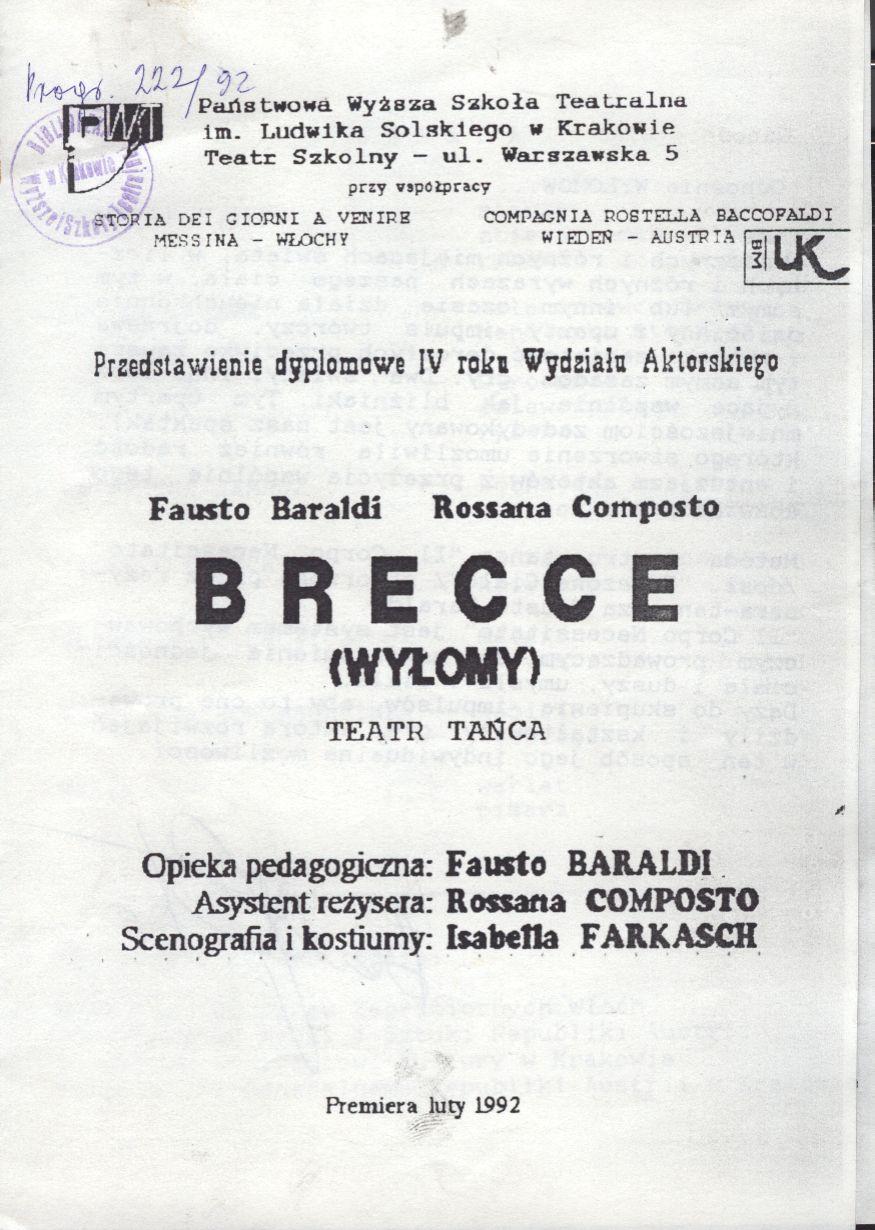 Progr. 222/92
PWST
Państwowa Wyższa Szkoła Teatralna
im. Ludwika Solskiego w Krakowie
Teatr Szkolny – ul. Warszawska 5
przy współpracy
STORIA DEI GIORNI A VENIRE
MESSINA – WŁOCHY
COMPAGNIA ROSTELLA BACCOFALDI
WIEDEŃ – AUSTRIA
BM:UK
Przedstawienie dyplomowe IV roku Wydziału Aktorskiego
Fausto Baraldi Rossana Composto
BRECCE
(WYŁOMY)
TEATR TAŃCA
Opieka pedagogiczna: Fausto BARALDI
Asystent reżysera: Rossana COMPOSTO
Scenografia i kostiumy: Isabella FARKASCH
Premiera luty 1992